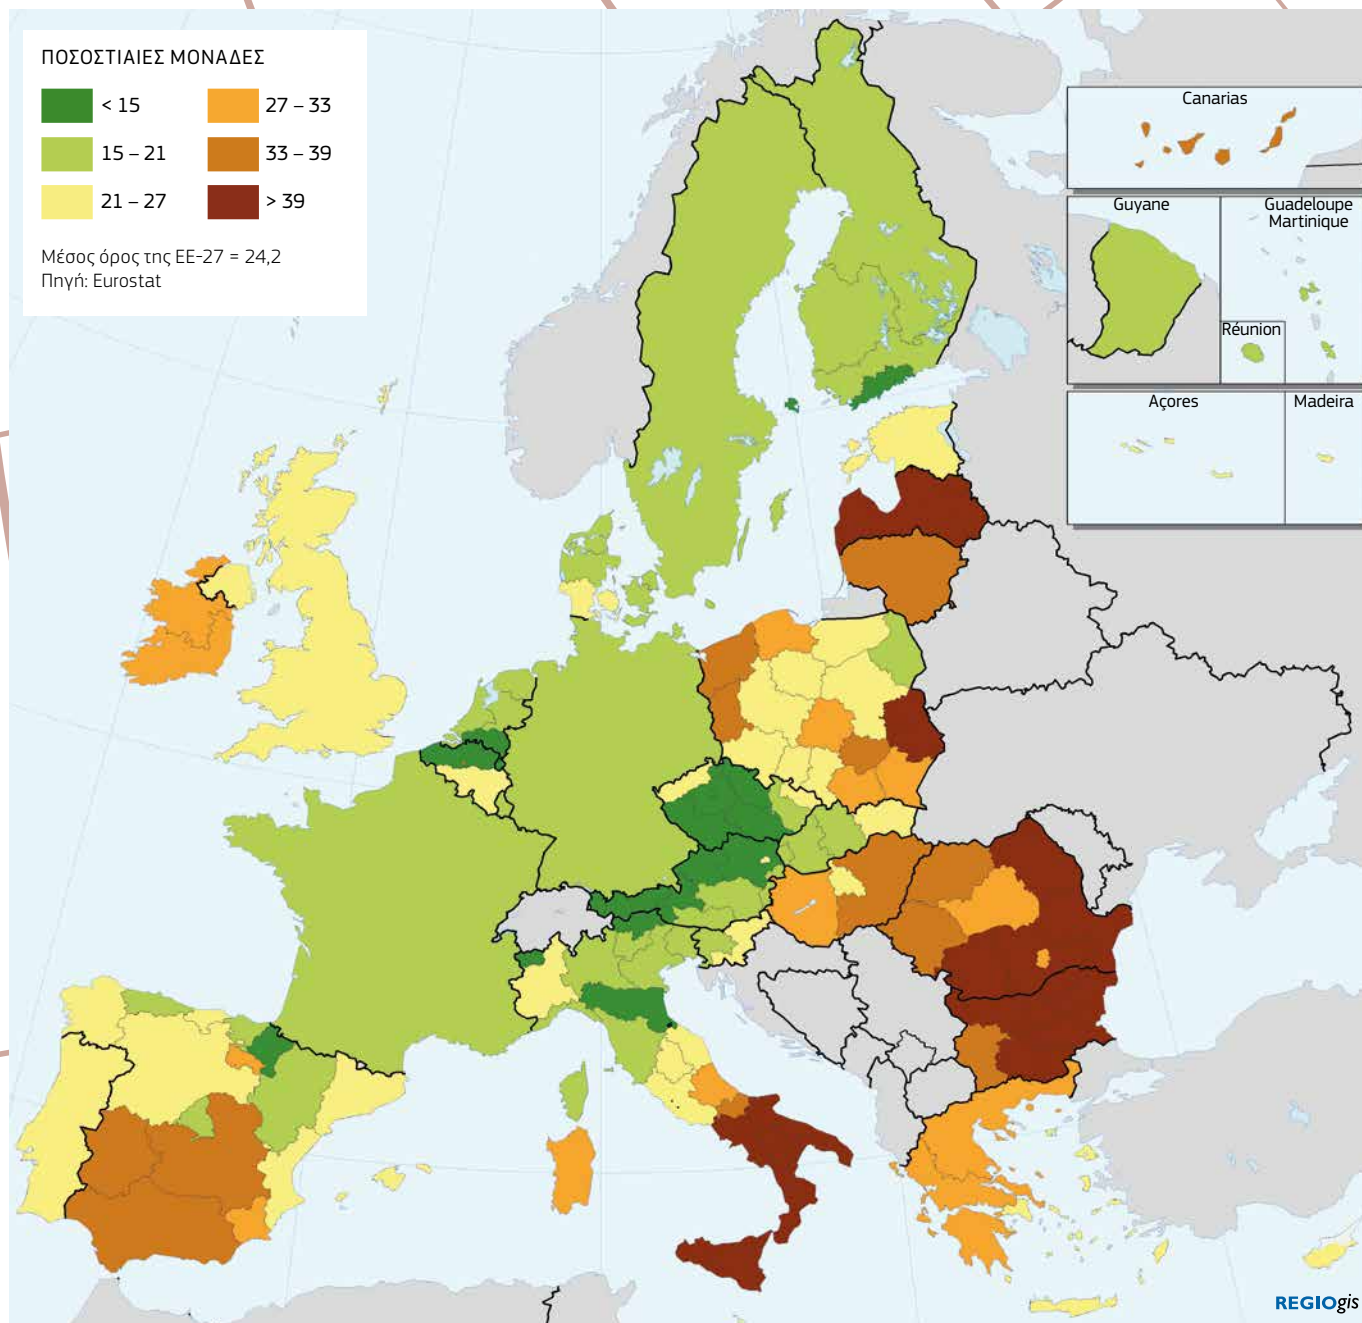 ΠΟΣΟΣΤΙΑΙΕΣ ΜΟΝΑΔΕΣ
< 15
27 – 33
15 – 21
33 – 39
21 – 27
> 39
Μέσος όρος της ΕΕ-27 = 24,2
Πηγή: Eurostat
Canarias
Guyane
Guadeloupe
Martinique
Réunion
Açores
Madeira
REGIOgis